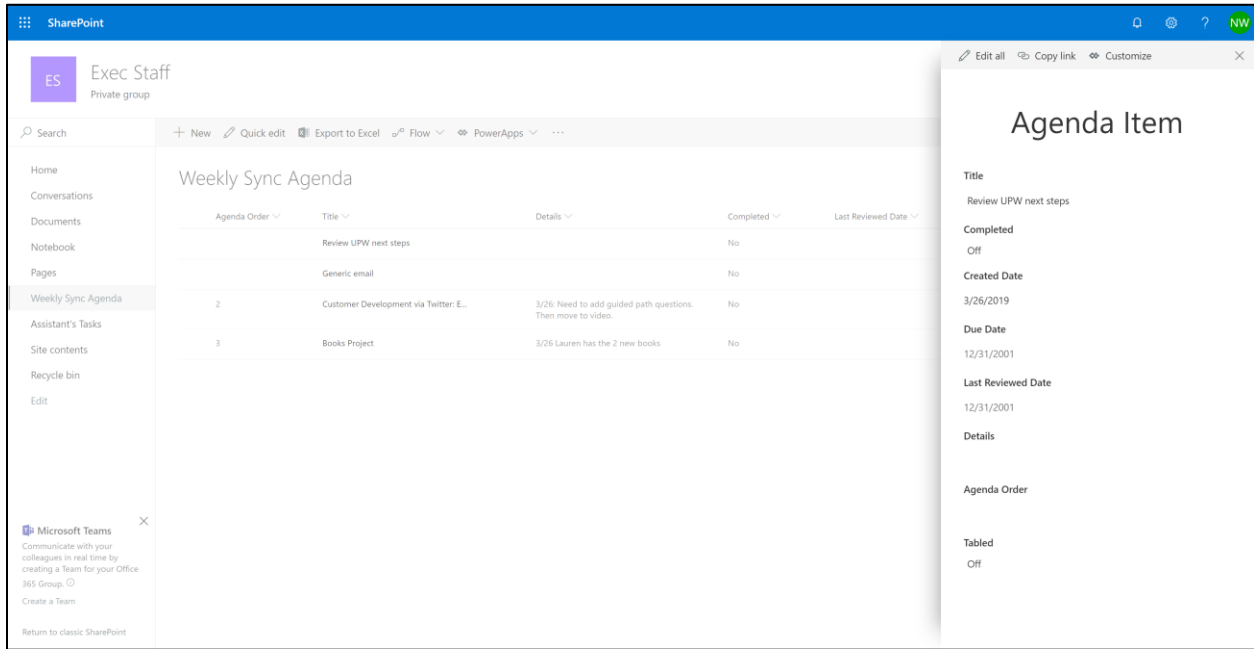 SharePoint
NW
ES
Exec Staff
Private group
Search
New Quick edit Export to Excel Flow PowerApps ...
Home
Conversations
Documents
Notebook
Pages
Weekly Sync Agenda
Assistant's Tasks
Site contents
Recycle bin
Edit
Microsoft Teams
Communicate with your
colleagues in real time by
creating a Team for your Office
365 Group.
Create a Team
Return to classic SharePoint
Weekly Sync Agenda
Agenda Order Title Details Completed Last Reviewed Date
Review UPW next steps No
Generic email No
2 Customer Development via Twitter: E... 3/26: Need to add guided path questions. No
Then move to video.
3 Books Project 3/26 Lauren has the 2 new books No
Edit all Copy link Customize
Agenda Item
Title
Review UPW next steps
Completed
Off
Created Date
3/26/2019
Due Date
12/31/2001
Last Reviewed Date
12/31/2001
Details
Agenda Order
Tabled
Off